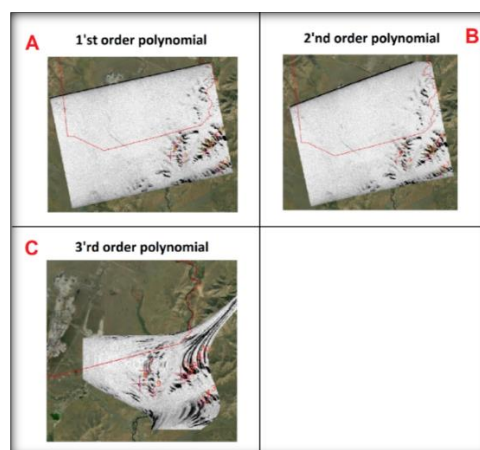 A
1'st order polynomial
2'nd order polynomial
B
C
3'rd order polynomial